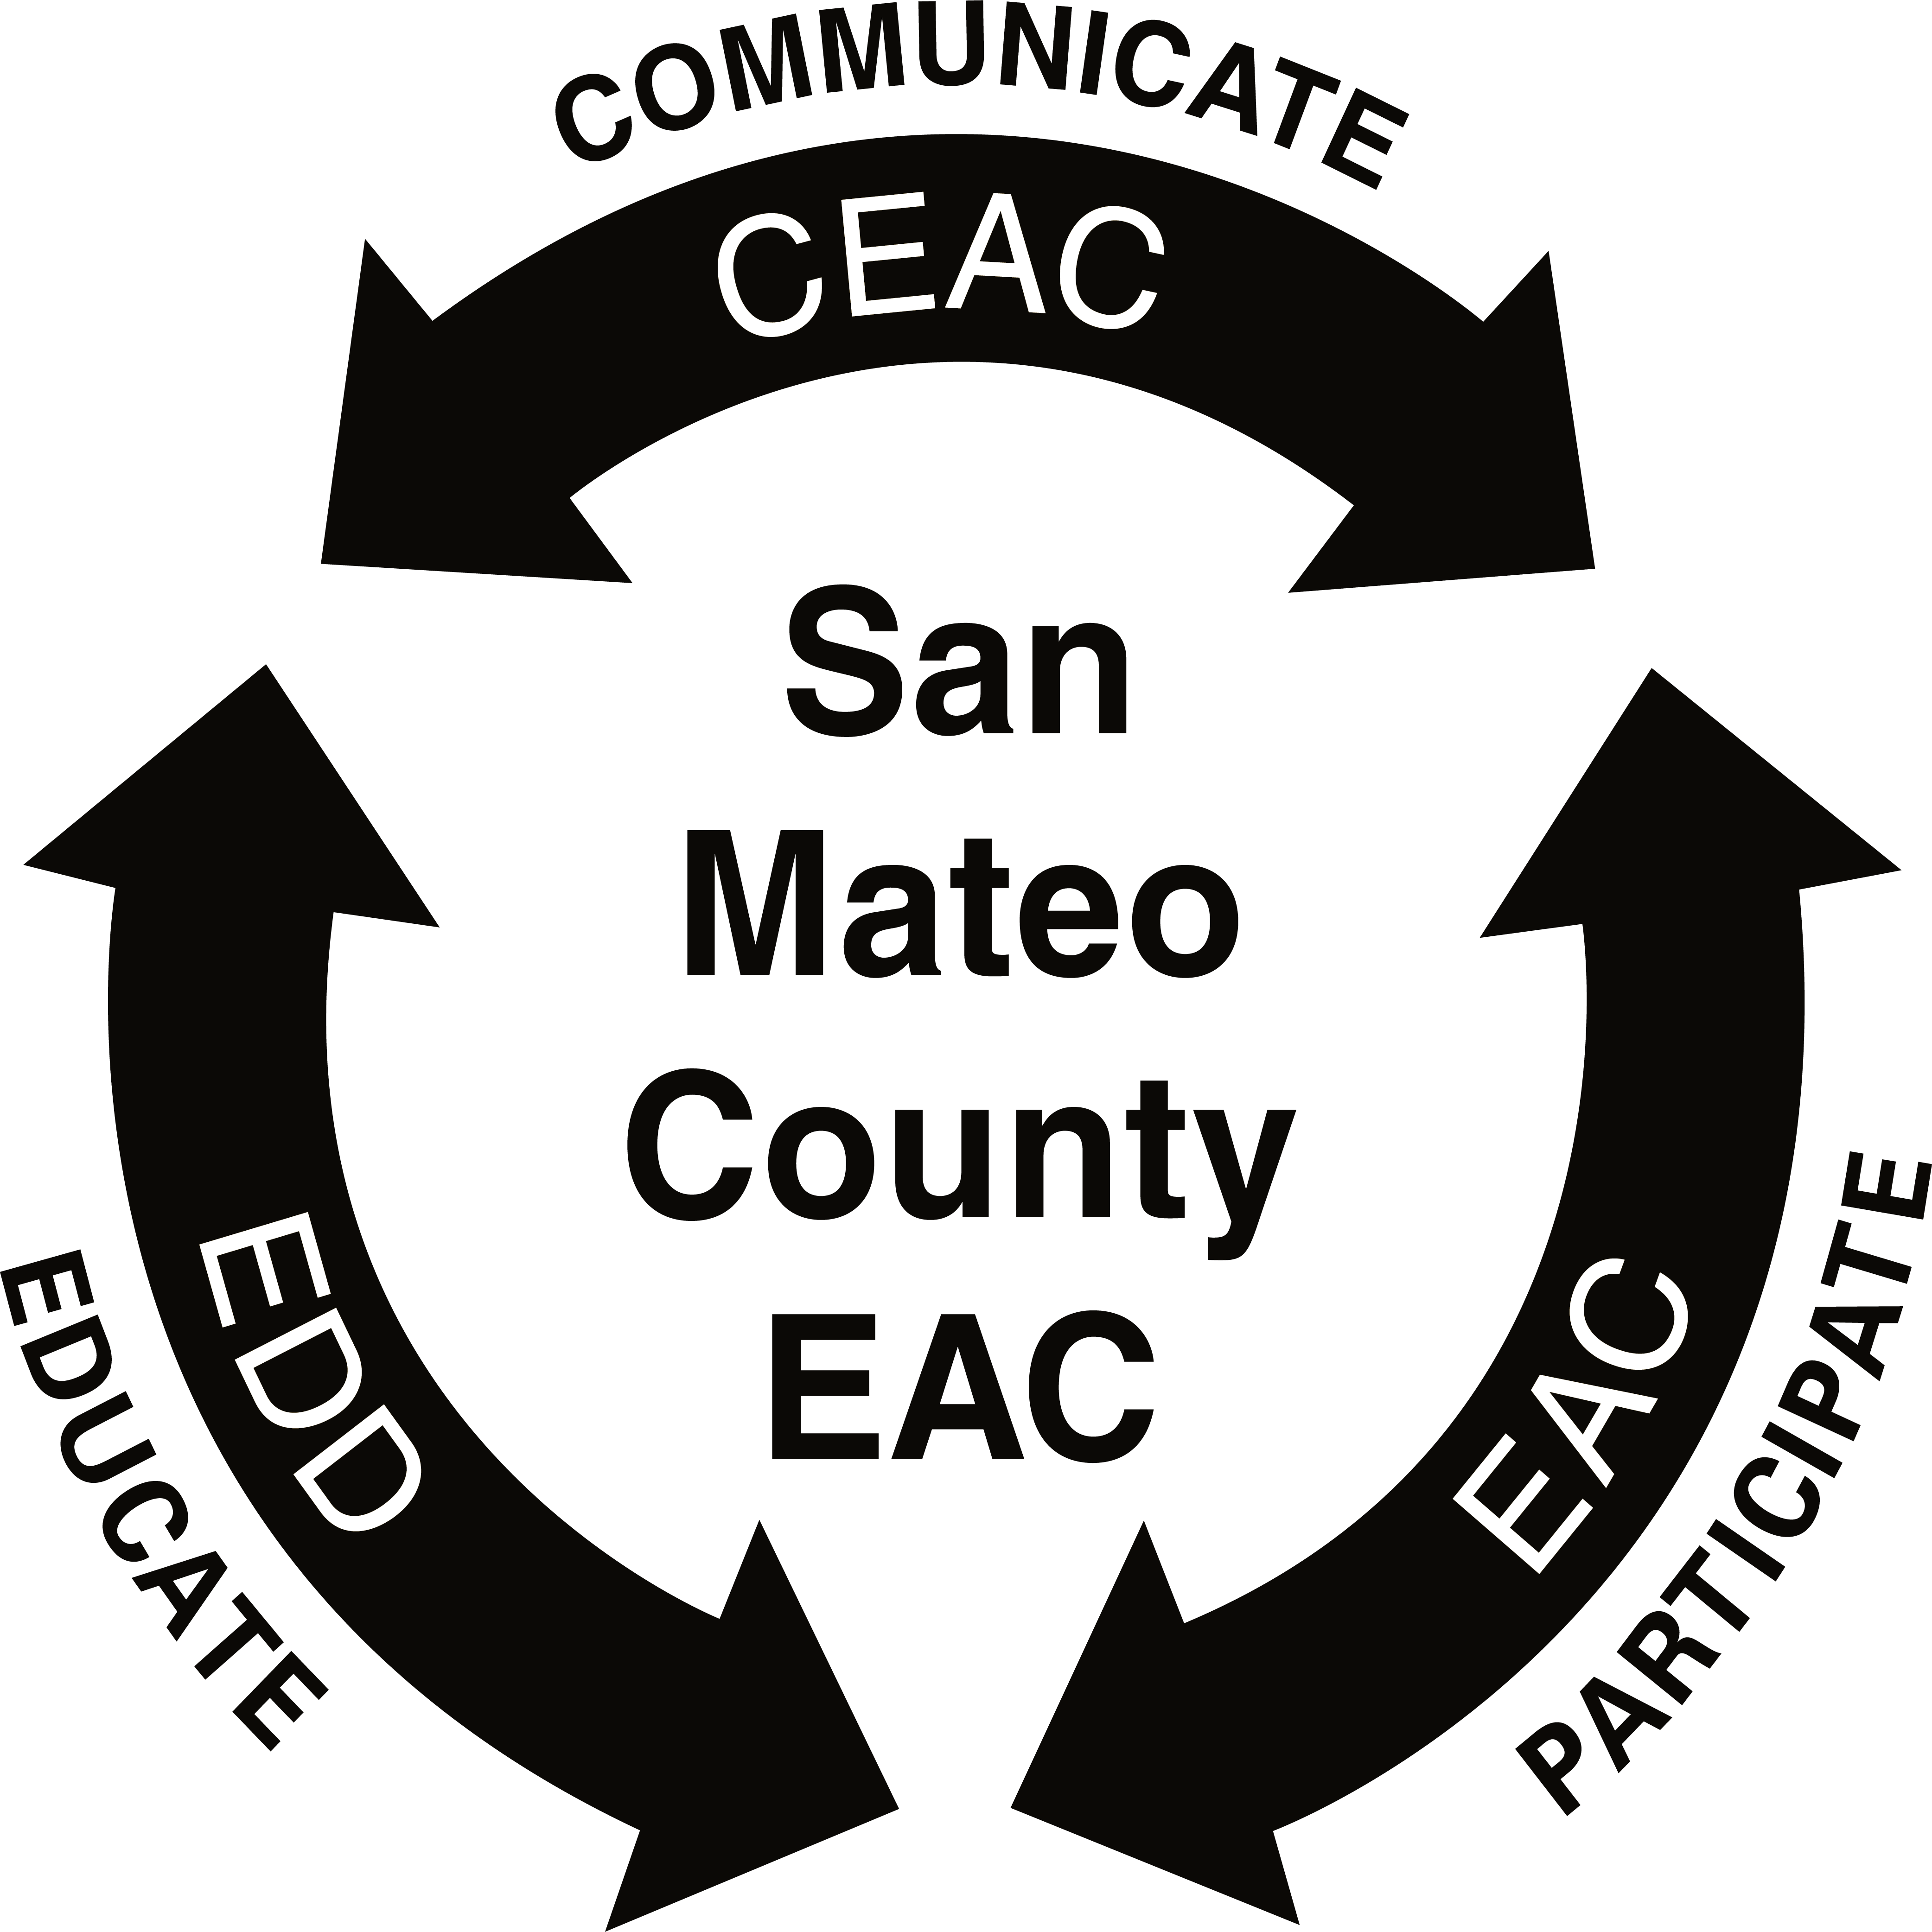 COMMUNICATE
CEAC
San
Mateo
County
EAC
EDD
EDUCATE
EAC
PARTICIPATE